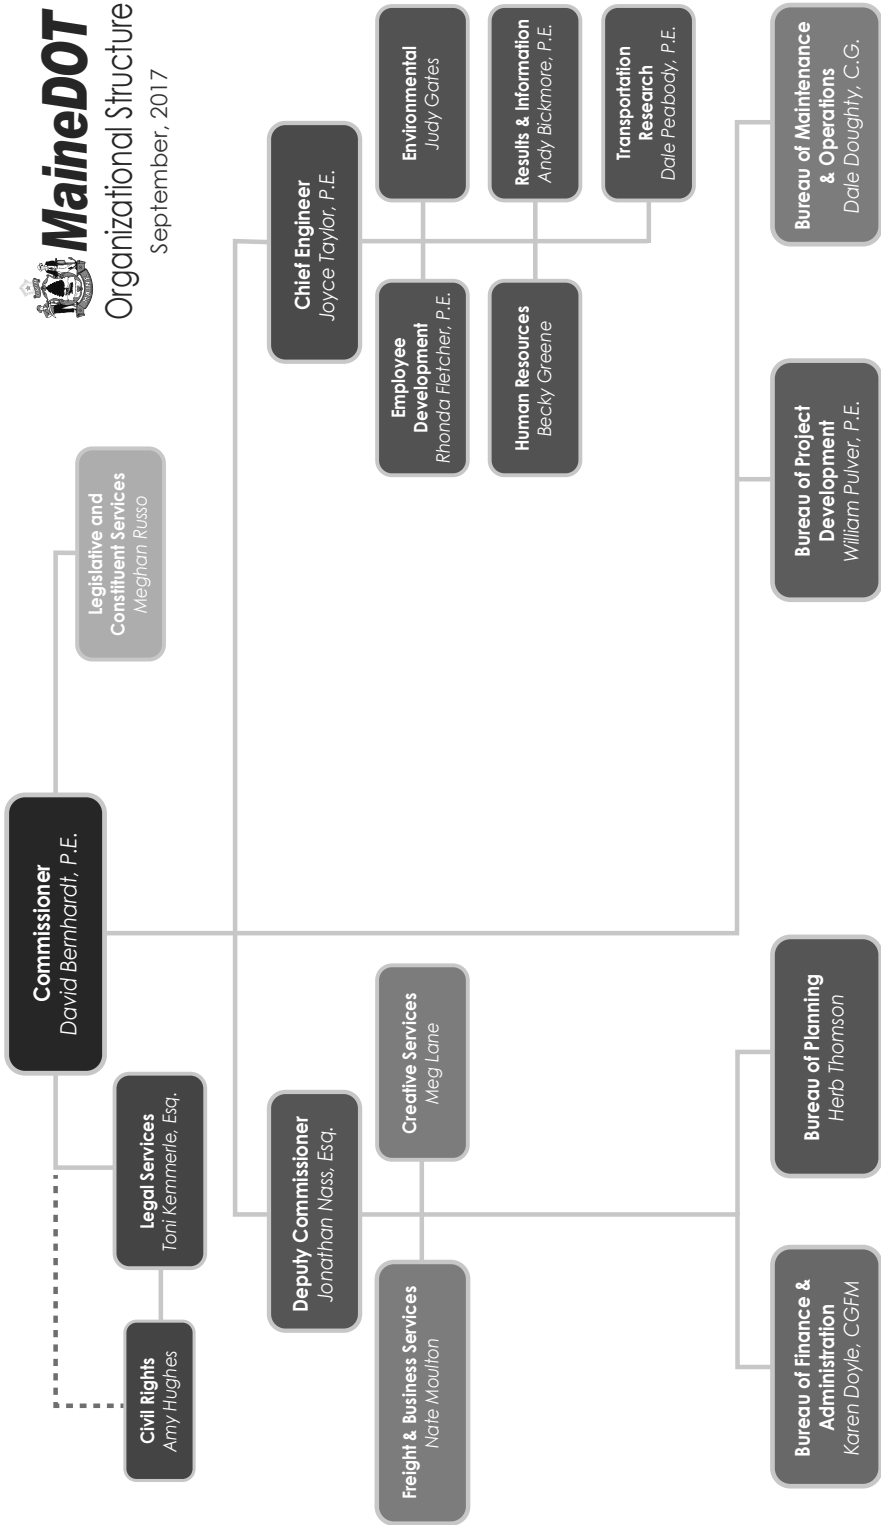 MaineDOT
Organizational Structure
September, 2017
Commissioner
David Bernhardt, P.E.
Legislative and
Constituent Services
Meghan Russo
Legal Services
Toni Kemmerle, Esq.
Civil Rights
Amy Hughes
Deputy Commissioner
Jonathan Nass, Esq.
Chief Engineer
Joyce Taylor, P.E.
Freight & Business Services
Nate Moulton
Creative Services
Meg Lane
Employee
Development
Rhonda Fletcher, P.E.
Environmental
Judy Gates
Human Resources
Becky Greene
Results & Information
Andy Bickmore, P.E.
Transportation
Research
Dale Peabody, P.E.
Bureau of Finance &
Administration
Karen Doyle, CGFM
Bureau of Planning
Herb Thomson
Bureau of Project
Development
William Pulver, P.E.
Bureau of Maintenance
& Operations
Dale Doughty, C.G.